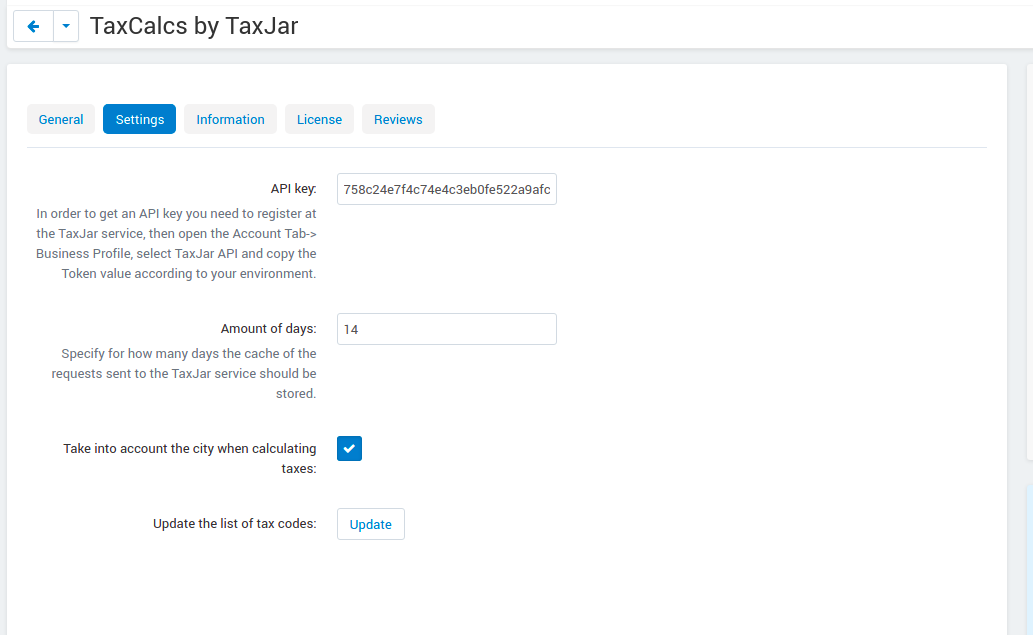 TaxCalcs by TaxJar
General Settings Information License Reviews
API key: 758c24e7f4c74e4c3eb0fe522a9afc
In order to get an API key you need to register at
the TaxJar service, then open the Account Tab->
Business Profile, select TaxJar API and copy the
Token value according to your environment.
Amount of days: 14
Specify for how many days the cache of the
requests sent to the TaxJar service should be
stored.
Take into account the city when calculating
taxes:
Update the list of tax codes: Update